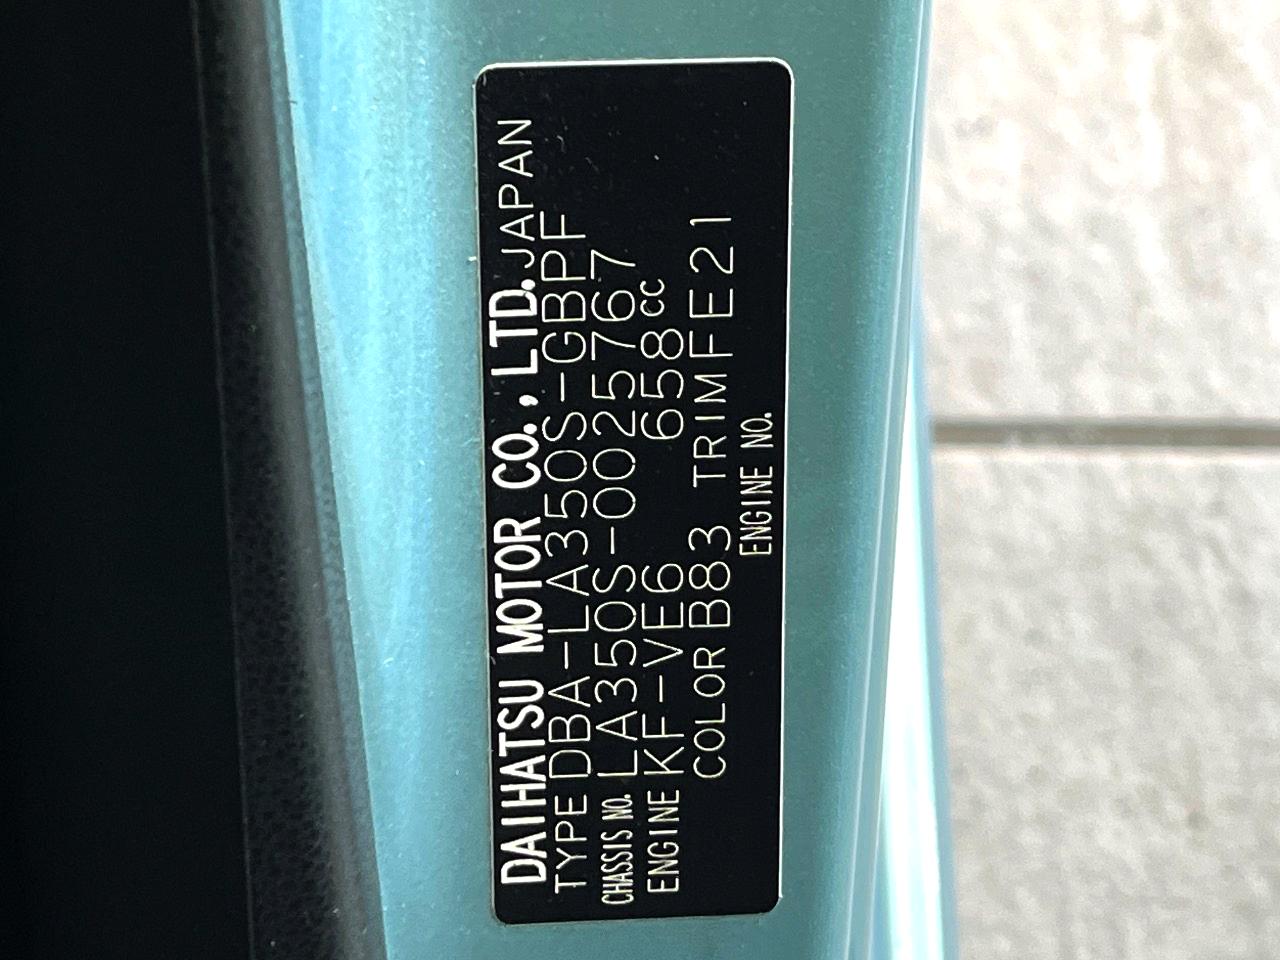 DAIHATSU MOTOR CO., LTD. JAPAN
TYPE DBA-LA350S-GBPF
CHASSIS NO. LA350S-0025767
ENGINE KF-VE6 658cc
COLOR B83 TRIM FE21
ENGINE NO.